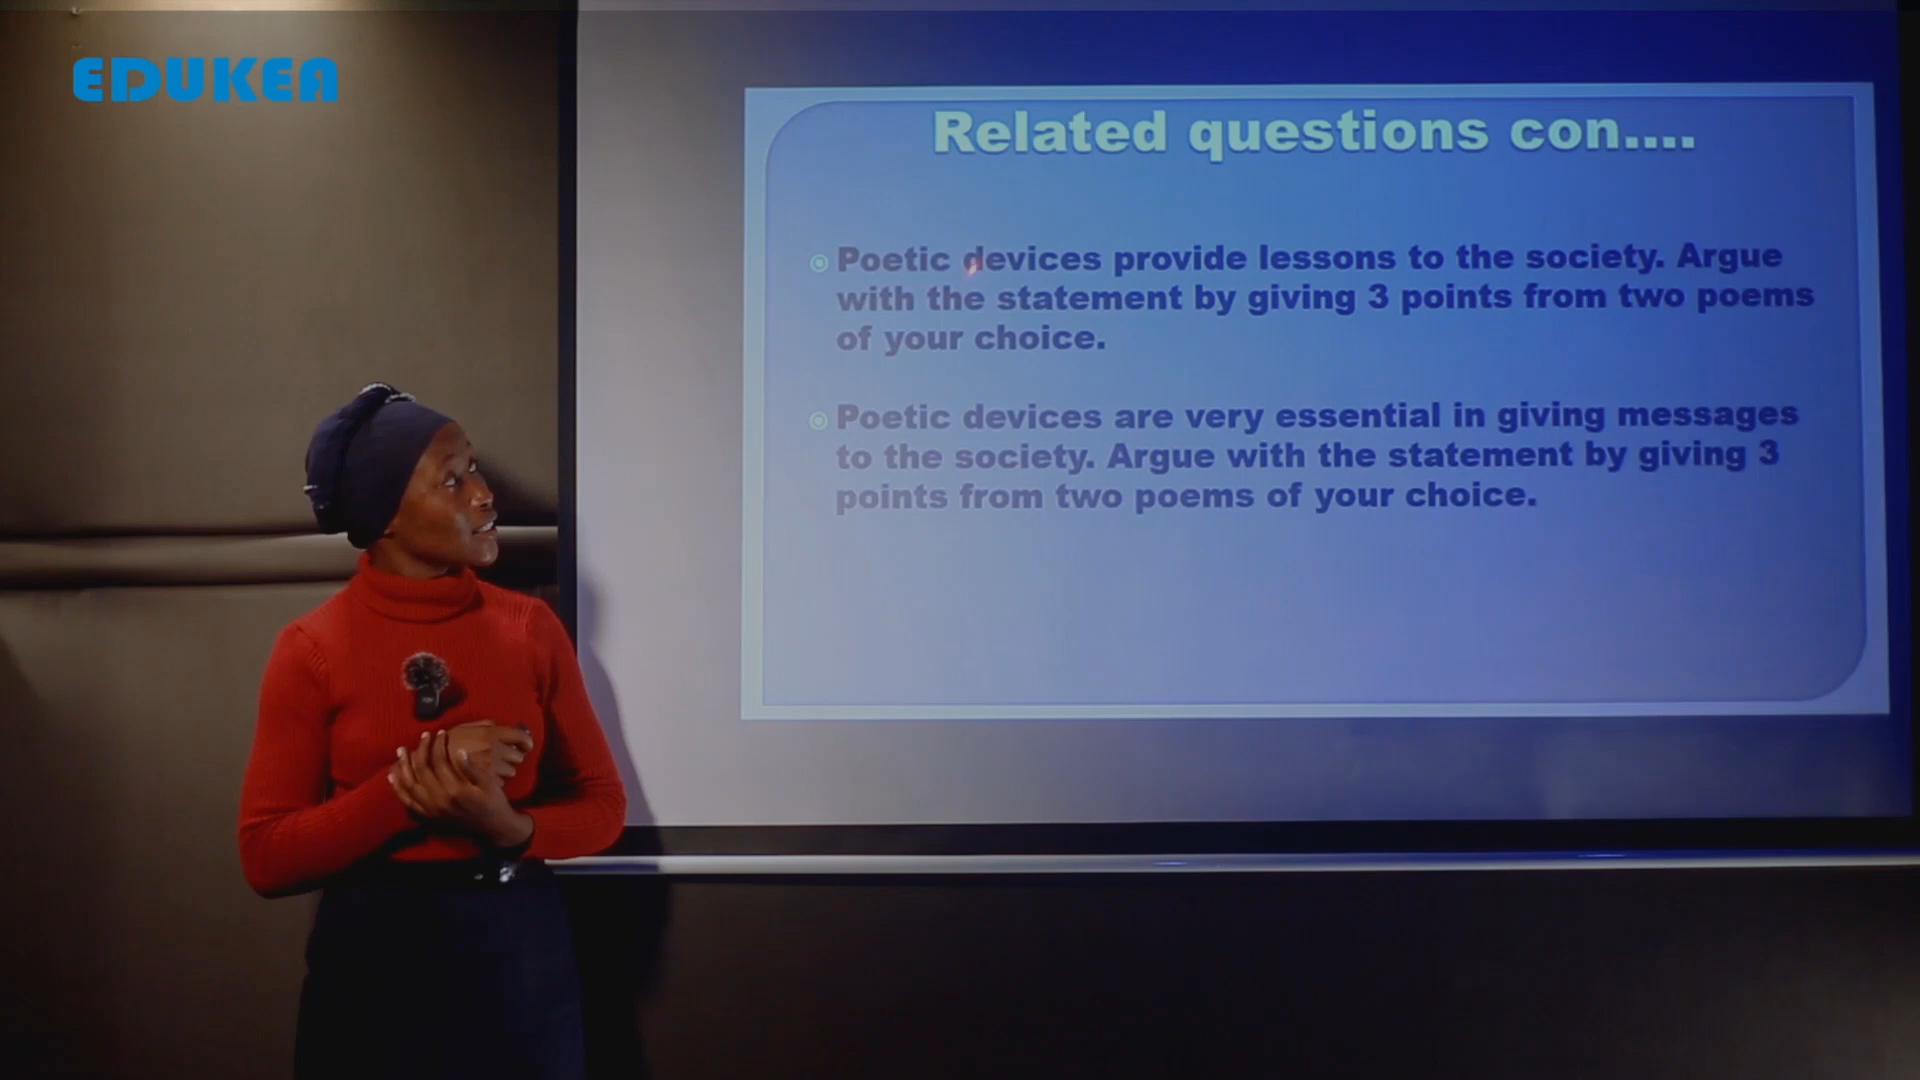 EDUKEA
Related questions con....
Poetic devices provide lessons to the society. Argue
with the statement by giving 3 points from two poems
of your choice.
Poetic devices are very essential in giving messages
to the society. Argue with the statement by giving 3
points from two poems of your choice.